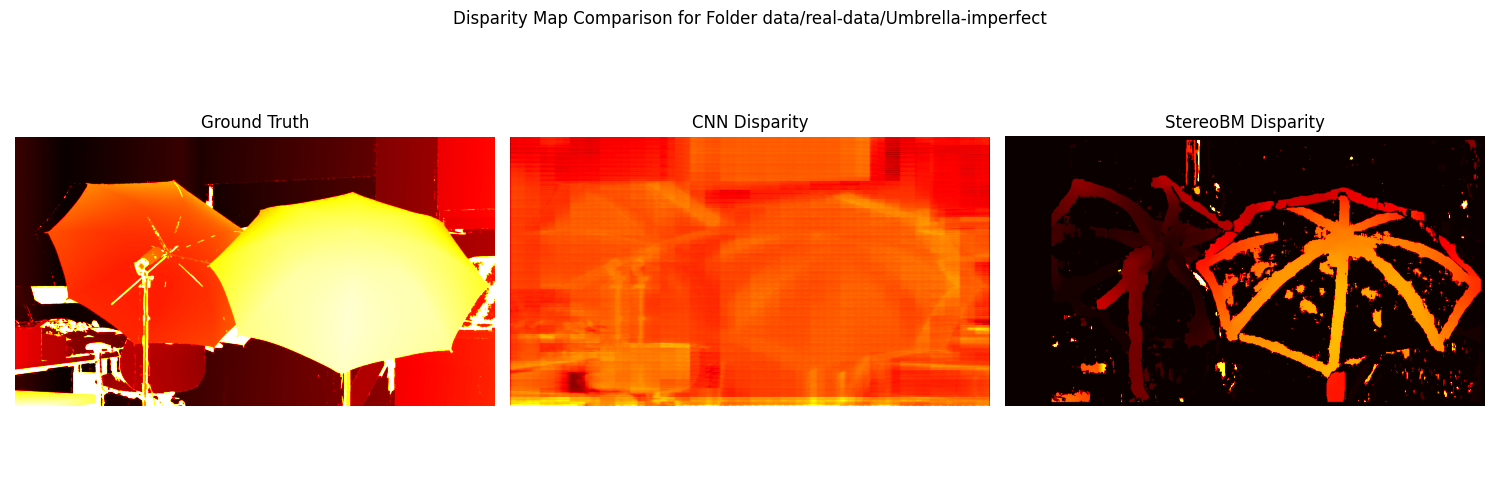 Disparity Map Comparison for Folder data/real-data/Umbrella-imperfect
Ground Truth
CNN Disparity
StereoBM Disparity